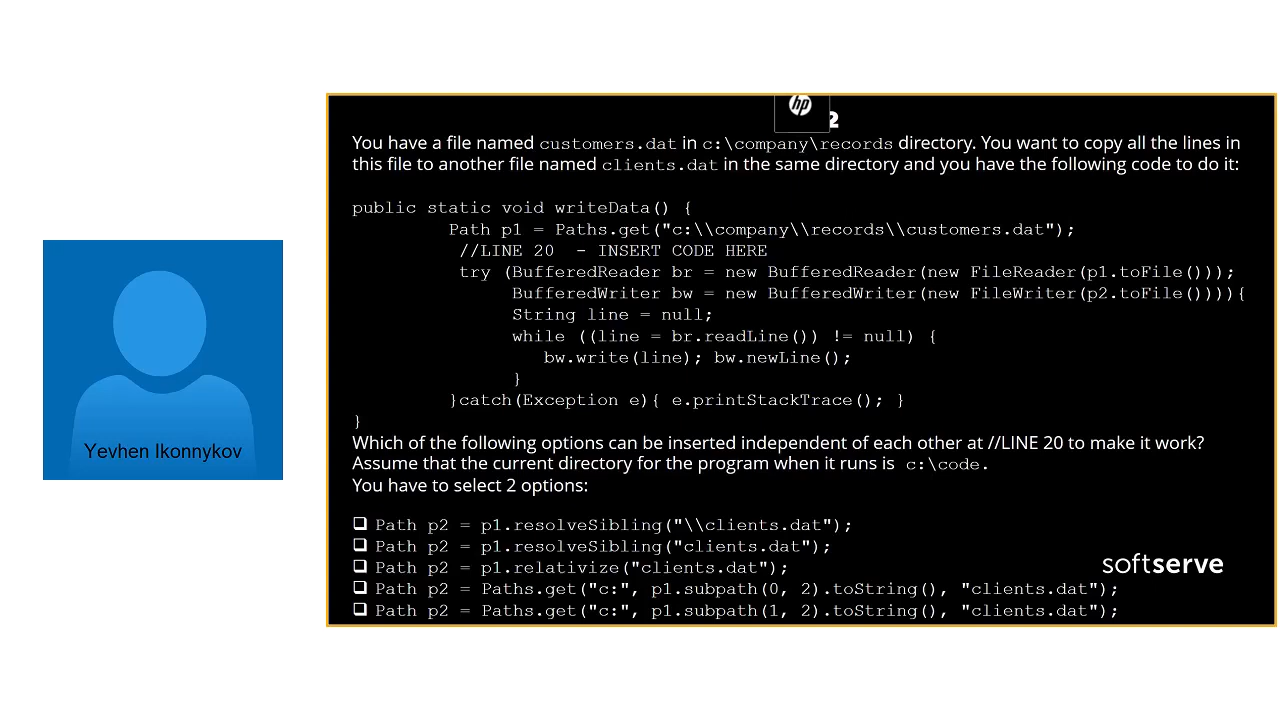 hp
2
You have a file named customers.dat in c:\company\records directory. You want to copy all the lines in
this file to another file named clients.dat in the same directory and you have the following code to do it:
public static void writeData() {
Path p1 = Paths.get("c:\\company\\records\\customers.dat");
//LINE 20 - INSERT CODE HERE
try (BufferedReader br = new BufferedReader(new FileReader(p1.toFile()));
BufferedWriter bw = new BufferedWriter(new FileWriter(p2.toFile()))){
String line = null;
while ((line = br.readLine()) != null) {
bw.write(line); bw.newLine();
}
}catch(Exception e){ e.printStackTrace(); }
}
Which of the following options can be inserted independent of each other at //LINE 20 to make it work?
Assume that the current directory for the program when it runs is c:\code.
You have to select 2 options:
❑ Path p2 = p1.resolveSibling("\\clients.dat");
❑ Path p2 = p1.resolveSibling("clients.dat");
❑ Path p2 = p1.relativize("clients.dat");
❑ Path p2 = Paths.get("c:", p1.subpath(0, 2).toString(), "clients.dat");
❑ Path p2 = Paths.get("c:", p1.subpath(1, 2).toString(), "clients.dat");
softserve
Yevhen Ikonnykov